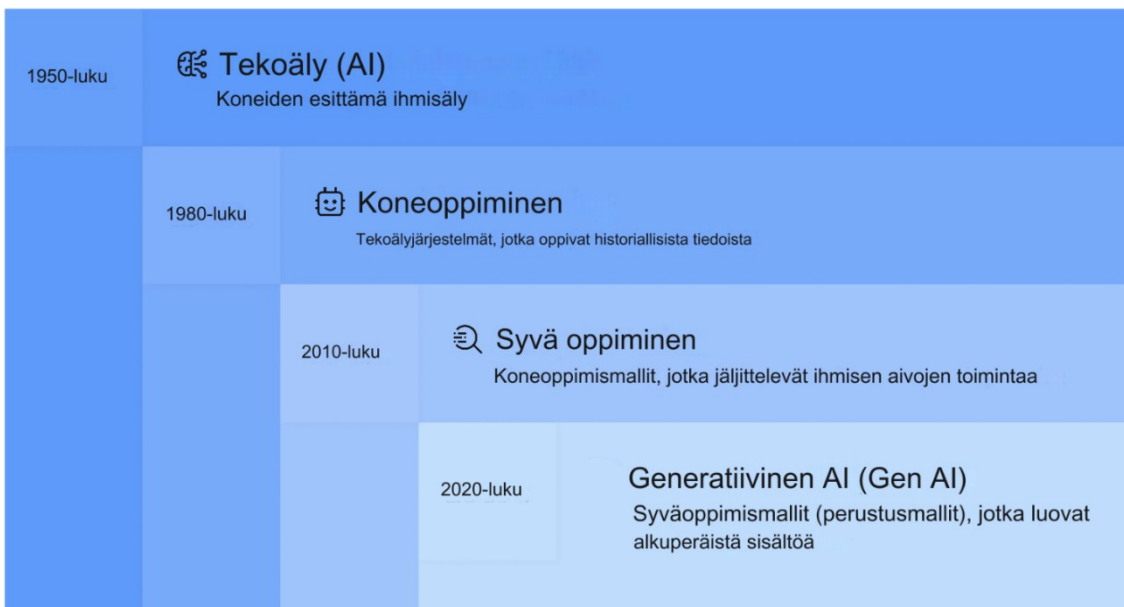 1950-luku
Tekoäly (AI)
Koneiden esittämä ihmisäly
1980-luku
Koneoppiminen
Tekoälyjärjestelmät, jotka oppivat historiallisista tiedoista
2010-luku
Syvä oppiminen
Koneoppimismallit, jotka jäljittelevät ihmisen aivojen toimintaa
2020-luku
Generatiivinen AI (Gen AI)
Syväoppimismallit (perustusmallit), jotka luovat
alkuperäistä sisältöä